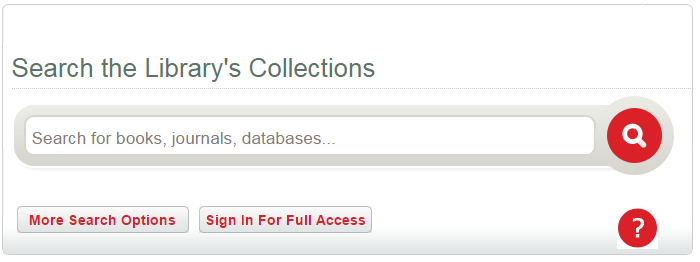 Search the Library's Collections
Search for books, journals, databases...
More Search Options
Sign In For Full Access
?